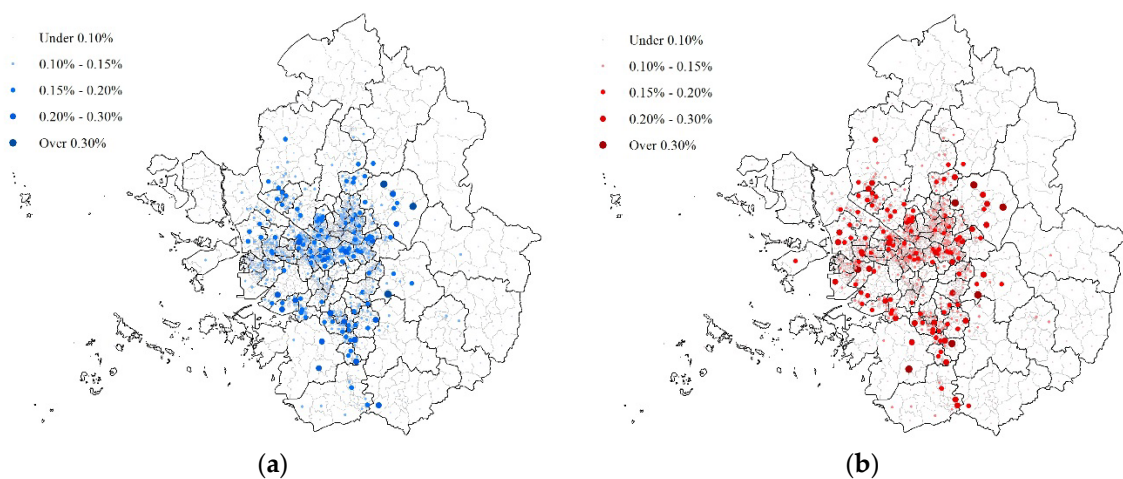 Under 0.10%
0.10% - 0.15%
0.15% - 0.20%
0.20% - 0.30%
Over 0.30%
(a)
Under 0.10%
0.10% - 0.15%
0.15% - 0.20%
0.20% - 0.30%
Over 0.30%
(b)